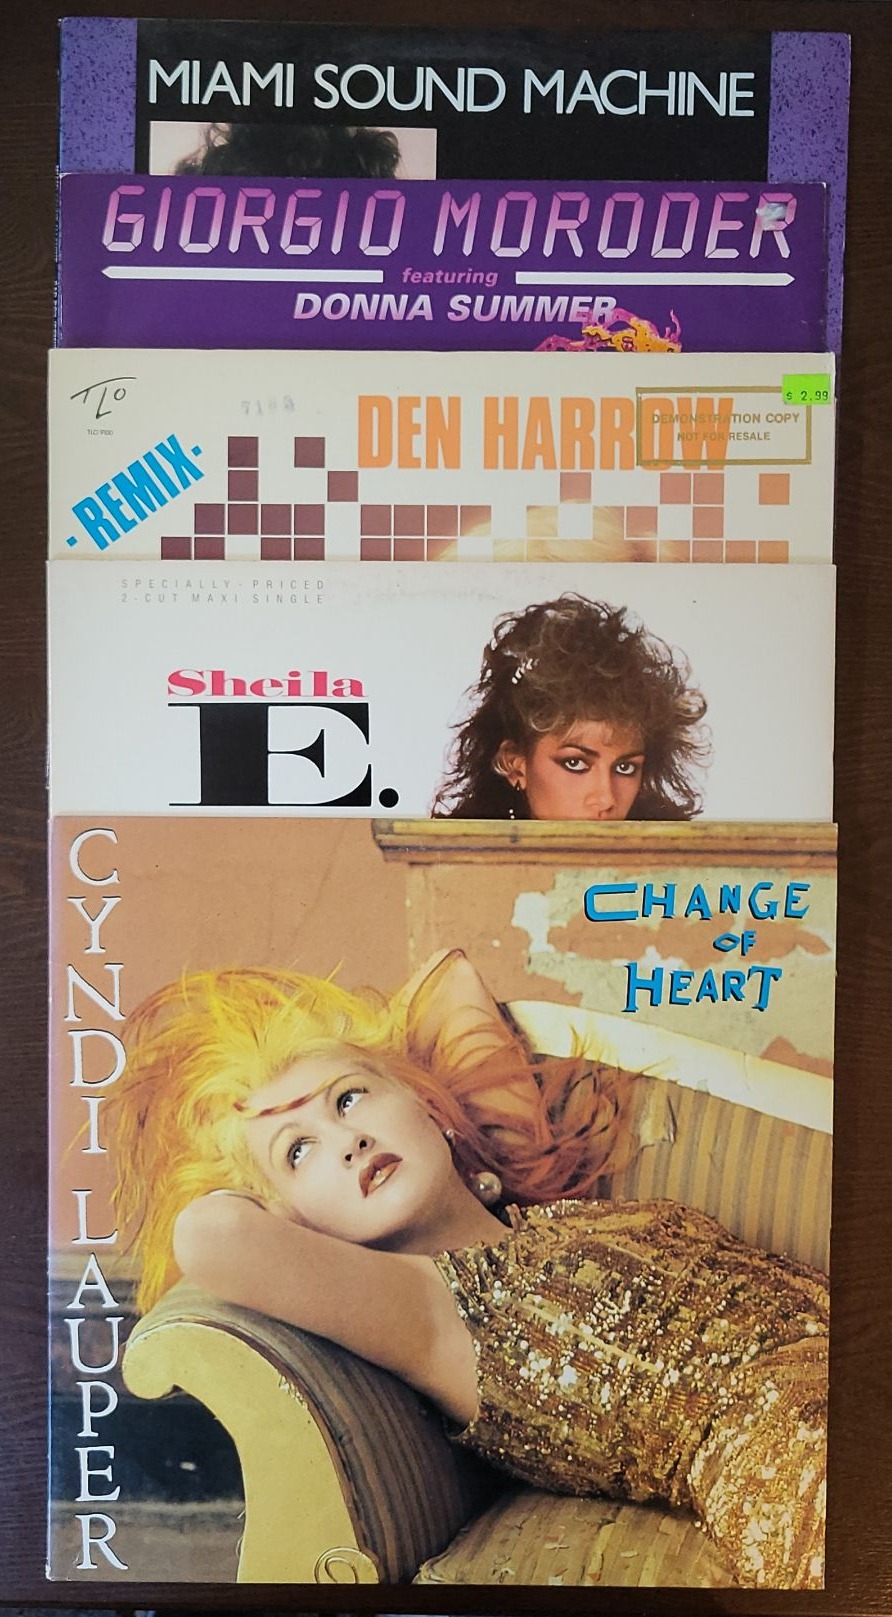 MIAMI SOUND MACHINE
GIORGIO MORODER
featuring
DONNA SUMMER
TLO
DEN HARROW
$ 2.99
DEMONSTRATION COPY
NOT FOR RESALE
·REMIX·
SPECIALLY-PRICED
2-CUT MAXI SINGLE
Sheila
E.
CYNDI LAUPER
CHANGE
OF
HEART